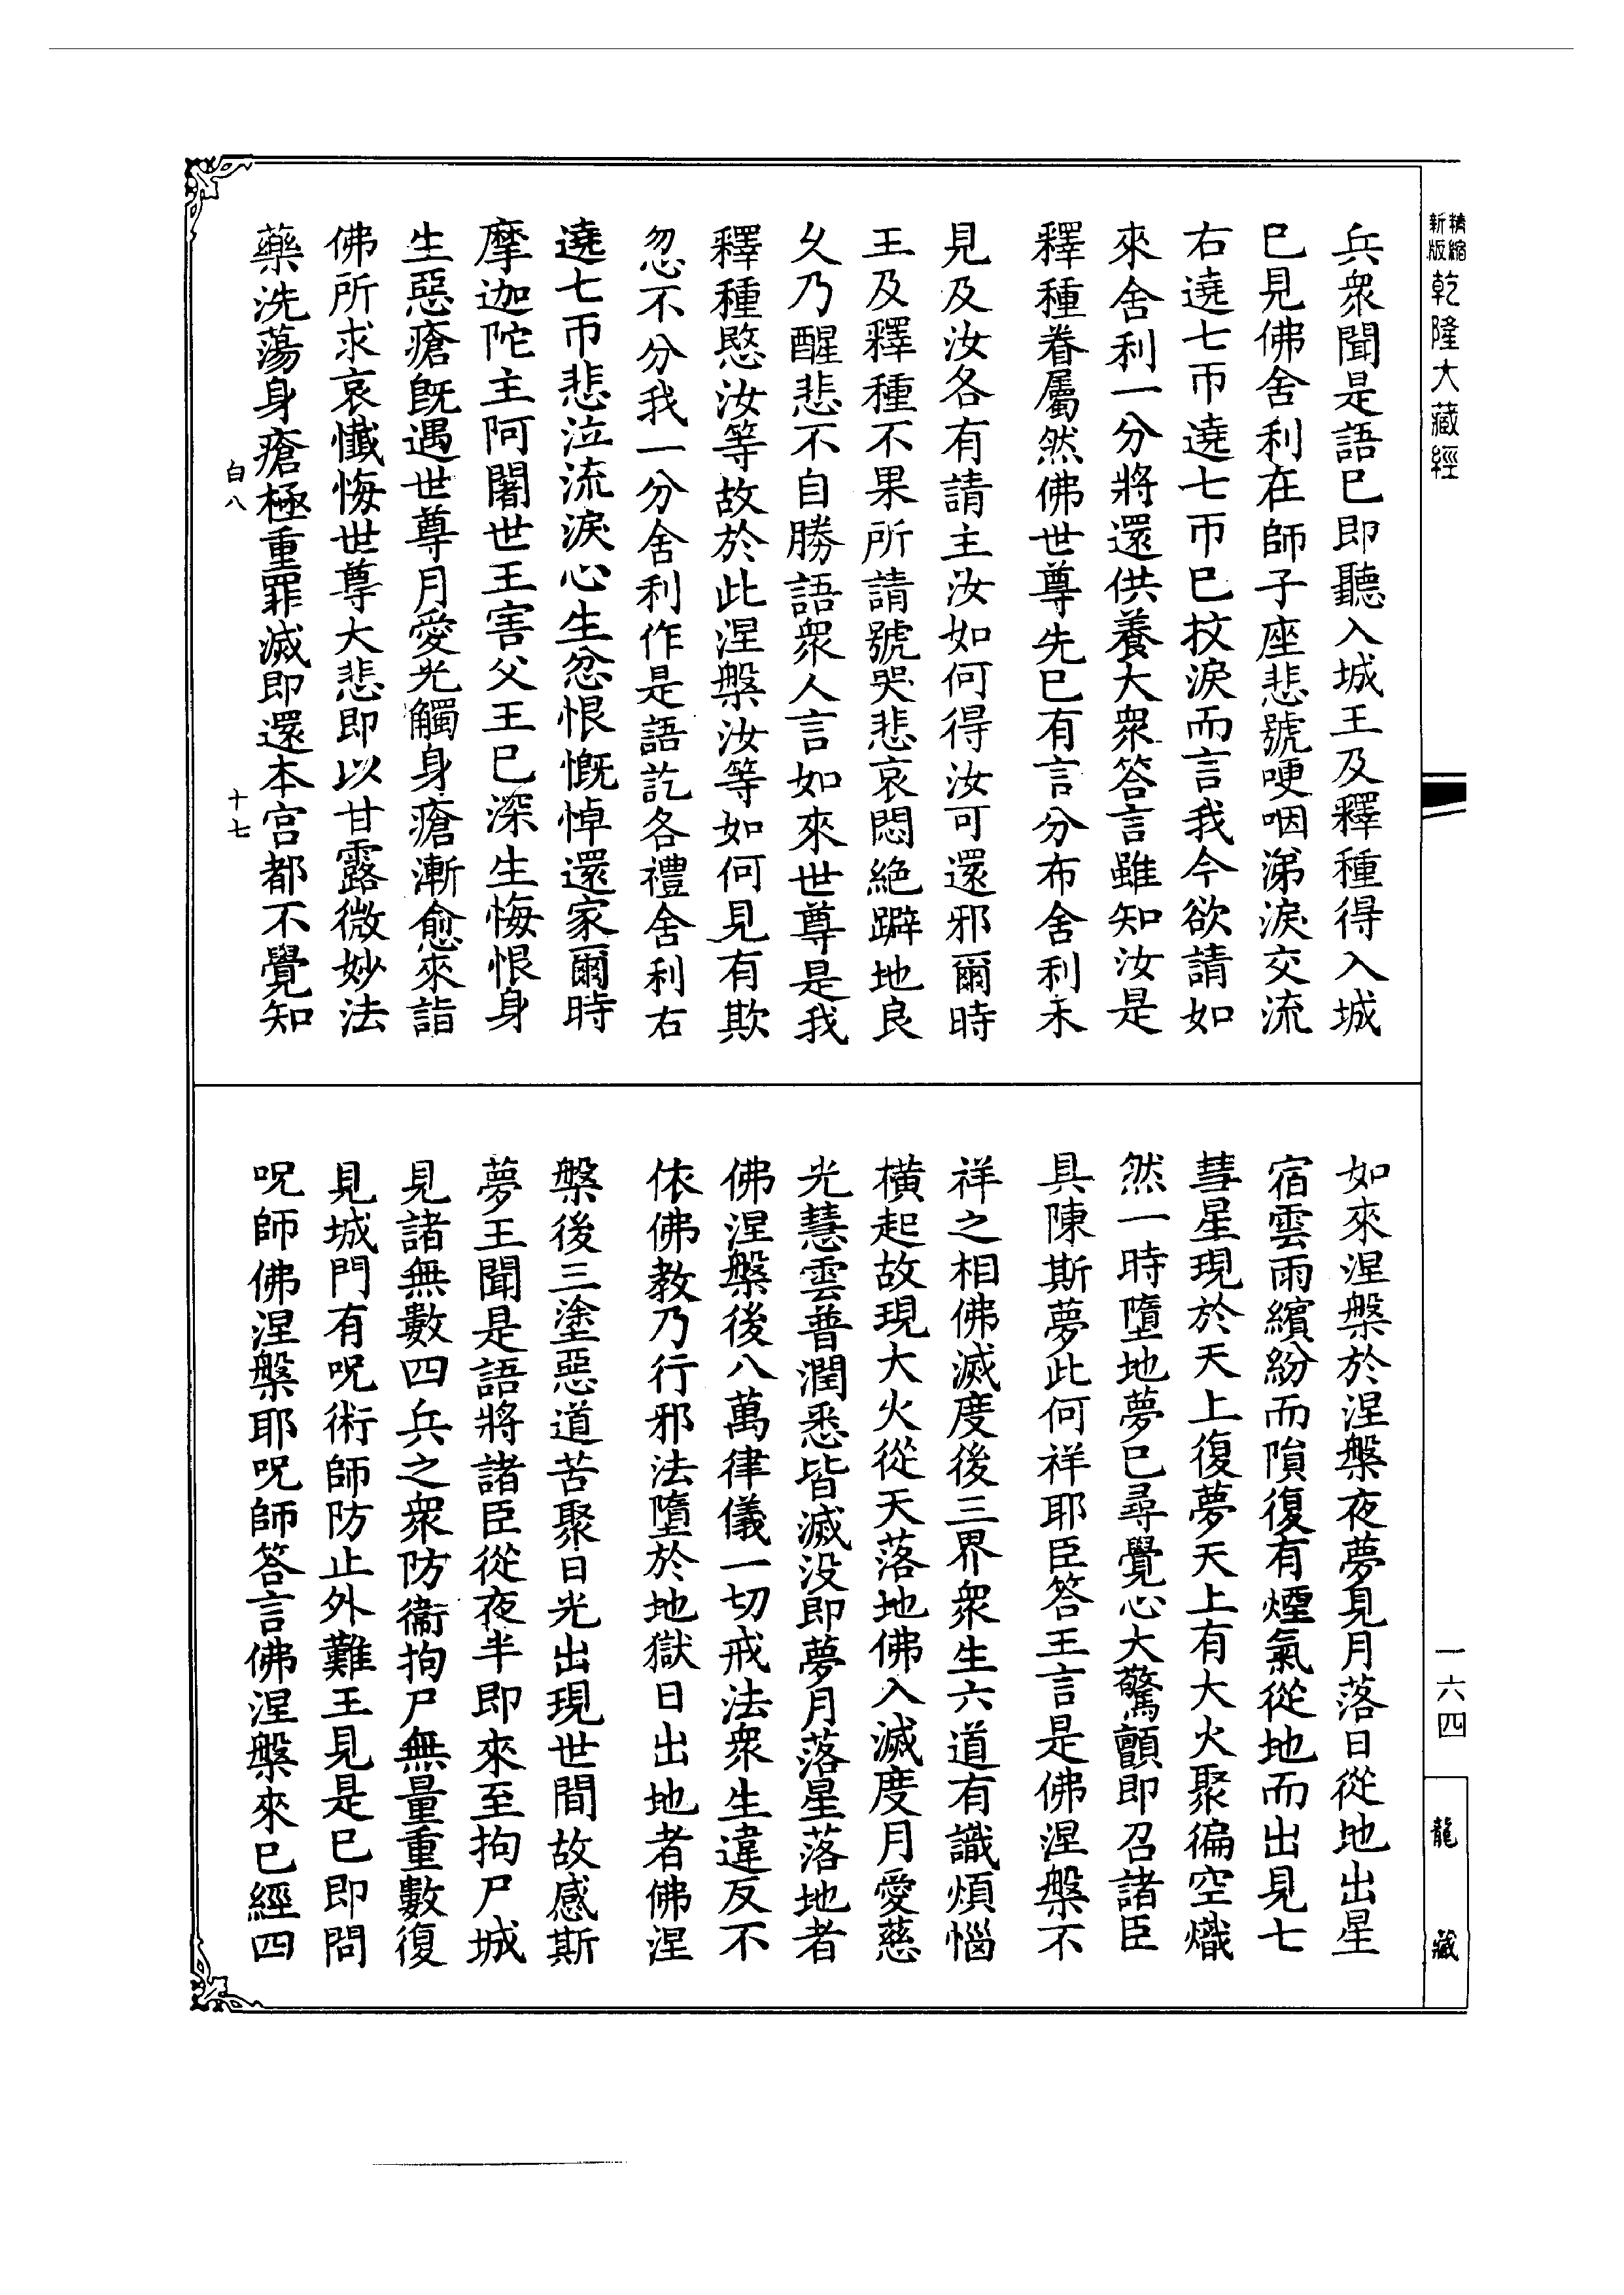 精縮新版乾隆大藏經
一六四
龍藏
兵眾聞是語已即聽入城王及釋種得入城
已見佛舍利在師子座悲號哽咽涕淚交流
右遶七帀遶七帀已抆淚而言我今欲請如
來舍利一分將還供養大眾答言雖知汝是
釋種眷屬然佛世尊先已有言分布舍利未
見及汝各有請主汝如何得汝可還邪爾時
王及釋種不果所請號哭悲哀悶絕躃地良
久乃醒悲不自勝語眾人言如來世尊是我
釋種愍汝等故於此涅槃汝等如何見有欺
忽不分我一分舍利作是語訖各禮舍利右
遶七帀悲泣流淚心生忿恨慨悼還家爾時
摩迦陀主阿闍世王害父王已深生悔恨身
生惡瘡既遇世尊月愛光觸身瘡漸愈來詣
佛所求哀懺悔世尊大悲即以甘露微妙法
藥洗蕩身瘡極重罪滅即還本宮都不覺知
白八　十七
如來涅槃於涅槃夜夢見月落日從地出星
宿雲雨繽紛而隕復有煙氣從地而出見七
彗星現於天上復夢天上有大火聚徧空熾
然一時墮地夢已尋覺心大驚顫即召諸臣
具陳斯夢此何祥耶臣答王言是佛涅槃不
祥之相佛滅度後三界眾生六道有識煩惱
橫起故現大火從天落地佛入滅度月愛慈
光慧雲普潤悉皆滅没即夢月落星落地者
佛涅槃後八萬律儀一切戒法眾生違反不
依佛教乃行邪法墮於地獄日出地者佛涅
槃後三塗惡道苦聚日光出現世間故感斯
夢王聞是語將諸臣從夜半即來至拘尸城
見諸無數四兵之眾防衞拘尸無量重數復
見城門有呪術師防止外難王見是已即問
呪師佛涅槃耶呪師答言佛涅槃來已經四